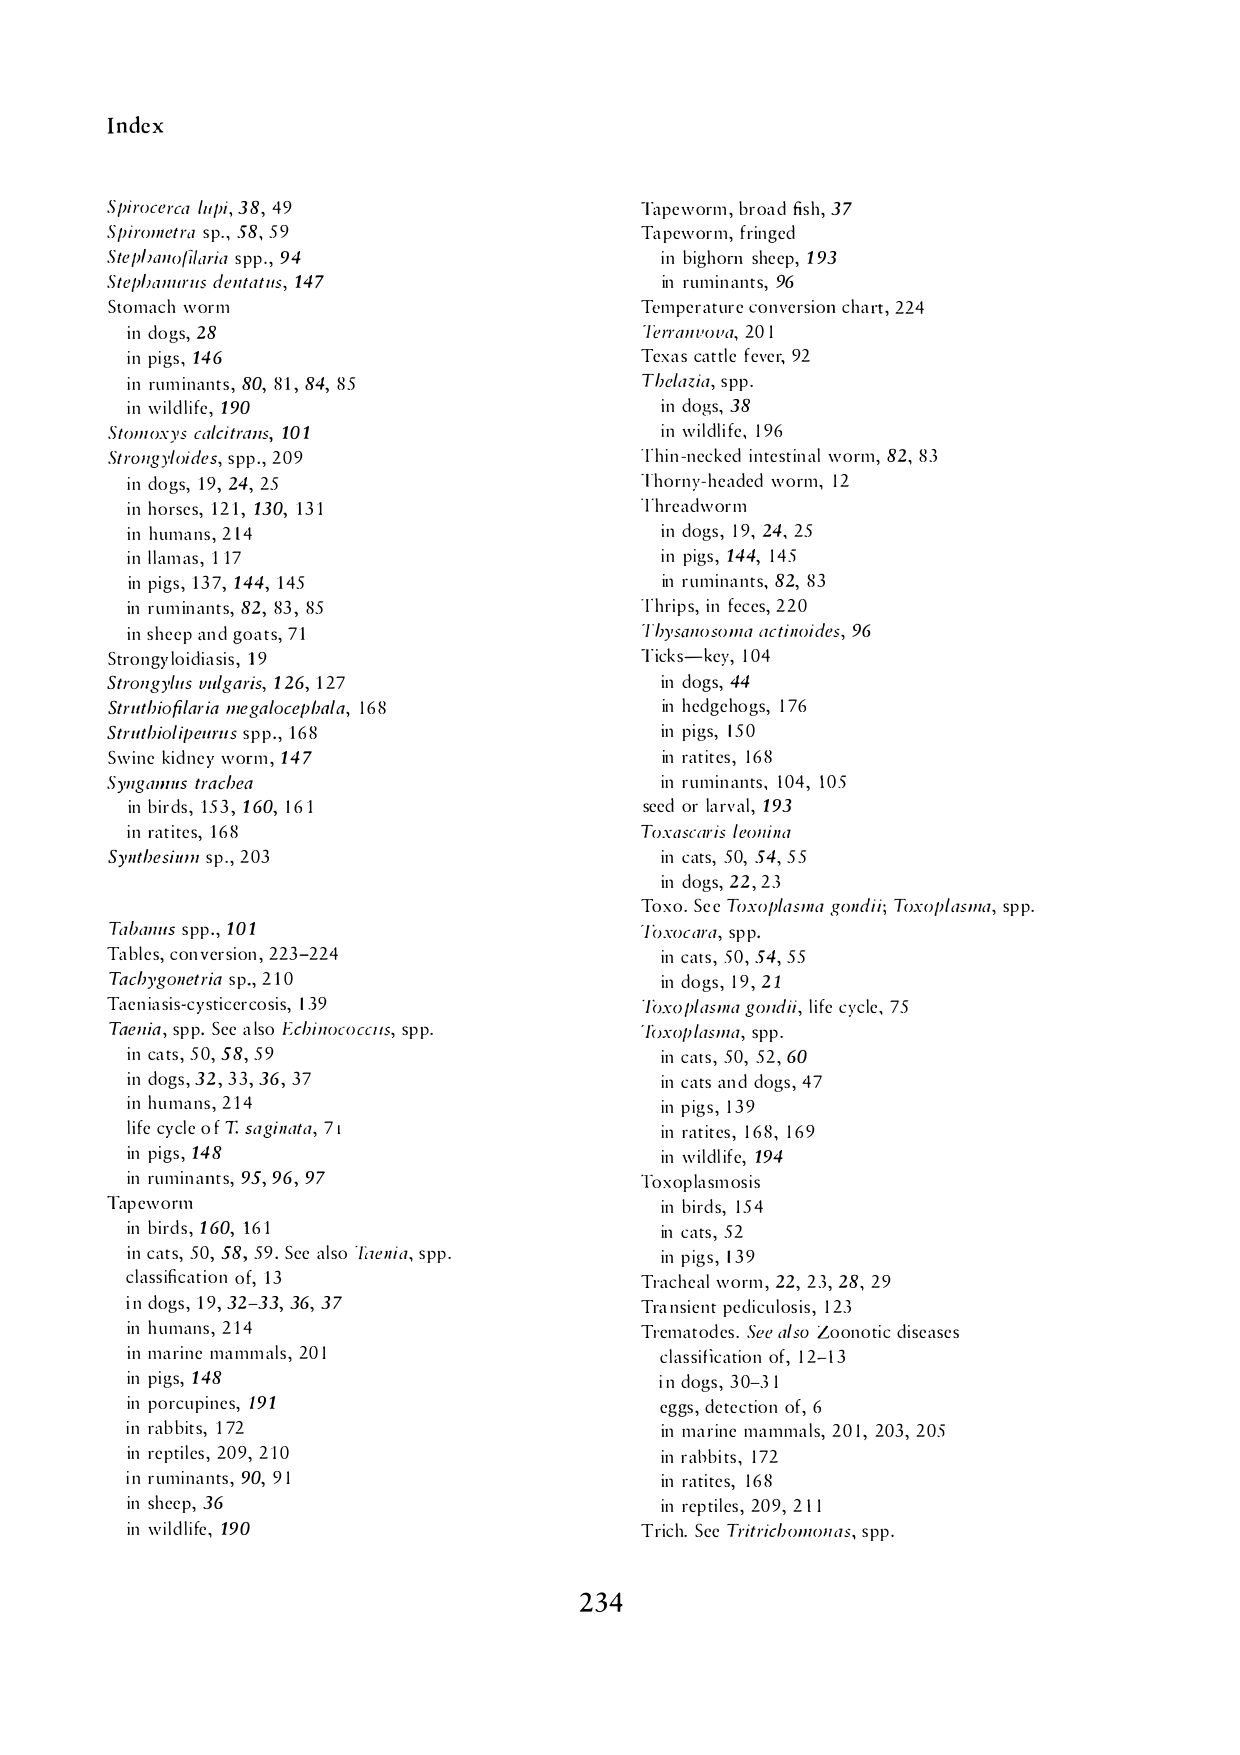 Index
Spirocerca lupi, 38, 49
Spirometra sp., 58, 59
Stephanofilaria spp., 94
Stephanurus dentatus, 147
Stomach worm
in dogs, 28
in pigs, 146
in ruminants, 80, 81, 84, 85
in wildlife, 190
Stomoxys calcitrans, 101
Strongyloides, spp., 209
in dogs, 19, 24, 25
in horses, 121, 130, 131
in humans, 214
in llamas, 117
in pigs, 137, 144, 145
in ruminants, 82, 83, 85
in sheep and goats, 71
Strongyloidiasis, 19
Strongylus vulgaris, 126, 127
Struthiofilaria megalocephala, 168
Struthiolipeurus spp., 168
Swine kidney worm, 147
Syngamus trachea
in birds, 153, 160, 161
in ratites, 168
Synthesium sp., 203
Tabanus spp., 101
Tables, conversion, 223–224
Tachygonetria sp., 210
Taeniasis-cysticercosis, 139
Taenia, spp. See also Echinococcus, spp.
in cats, 50, 58, 59
in dogs, 32, 33, 36, 37
in humans, 214
life cycle of T. saginata, 71
in pigs, 148
in ruminants, 95, 96, 97
Tapeworm
in birds, 160, 161
in cats, 50, 58, 59. See also Taenia, spp.
classification of, 13
in dogs, 19, 32–33, 36, 37
in humans, 214
in marine mammals, 201
in pigs, 148
in porcupines, 191
in rabbits, 172
in reptiles, 209, 210
in ruminants, 90, 91
in sheep, 36
in wildlife, 190
Tapeworm, broad fish, 37
Tapeworm, fringed
in bighorn sheep, 193
in ruminants, 96
Temperature conversion chart, 224
Terranvova, 201
Texas cattle fever, 92
Thelazia, spp.
in dogs, 38
in wildlife, 196
Thin-necked intestinal worm, 82, 83
Thorny-headed worm, 12
Threadworm
in dogs, 19, 24, 25
in pigs, 144, 145
in ruminants, 82, 83
Thrips, in feces, 220
Thysanosoma actinoides, 96
Ticks—key, 104
in dogs, 44
in hedgehogs, 176
in pigs, 150
in ratites, 168
in ruminants, 104, 105
seed or larval, 193
Toxascaris leonina
in cats, 50, 54, 55
in dogs, 22, 23
Toxo. See Toxoplasma gondii; Toxoplasma, spp.
Toxocara, spp.
in cats, 50, 54, 55
in dogs, 19, 21
Toxoplasma gondii, life cycle, 75
Toxoplasma, spp.
in cats, 50, 52, 60
in cats and dogs, 47
in pigs, 139
in ratites, 168, 169
in wildlife, 194
Toxoplasmosis
in birds, 154
in cats, 52
in pigs, 139
Tracheal worm, 22, 23, 28, 29
Transient pediculosis, 123
Trematodes. See also Zoonotic diseases
classification of, 12–13
in dogs, 30–31
eggs, detection of, 6
in marine mammals, 201, 203, 205
in rabbits, 172
in ratites, 168
in reptiles, 209, 211
Trich. See Tritrichomonas, spp.
234